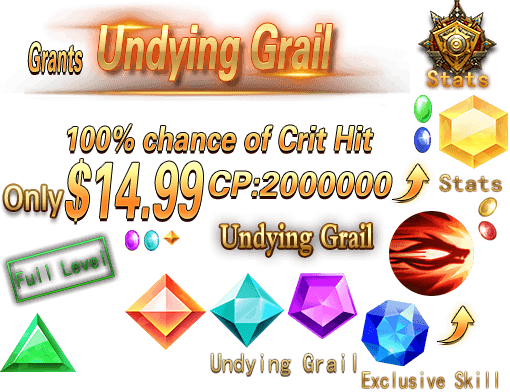 Grants Undying Grail
Stats
100% chance of Crit Hit
Only $14.99 CP:2000000
Stats
Undying Grail
Full Level
Undying Grail
Exclusive Skill